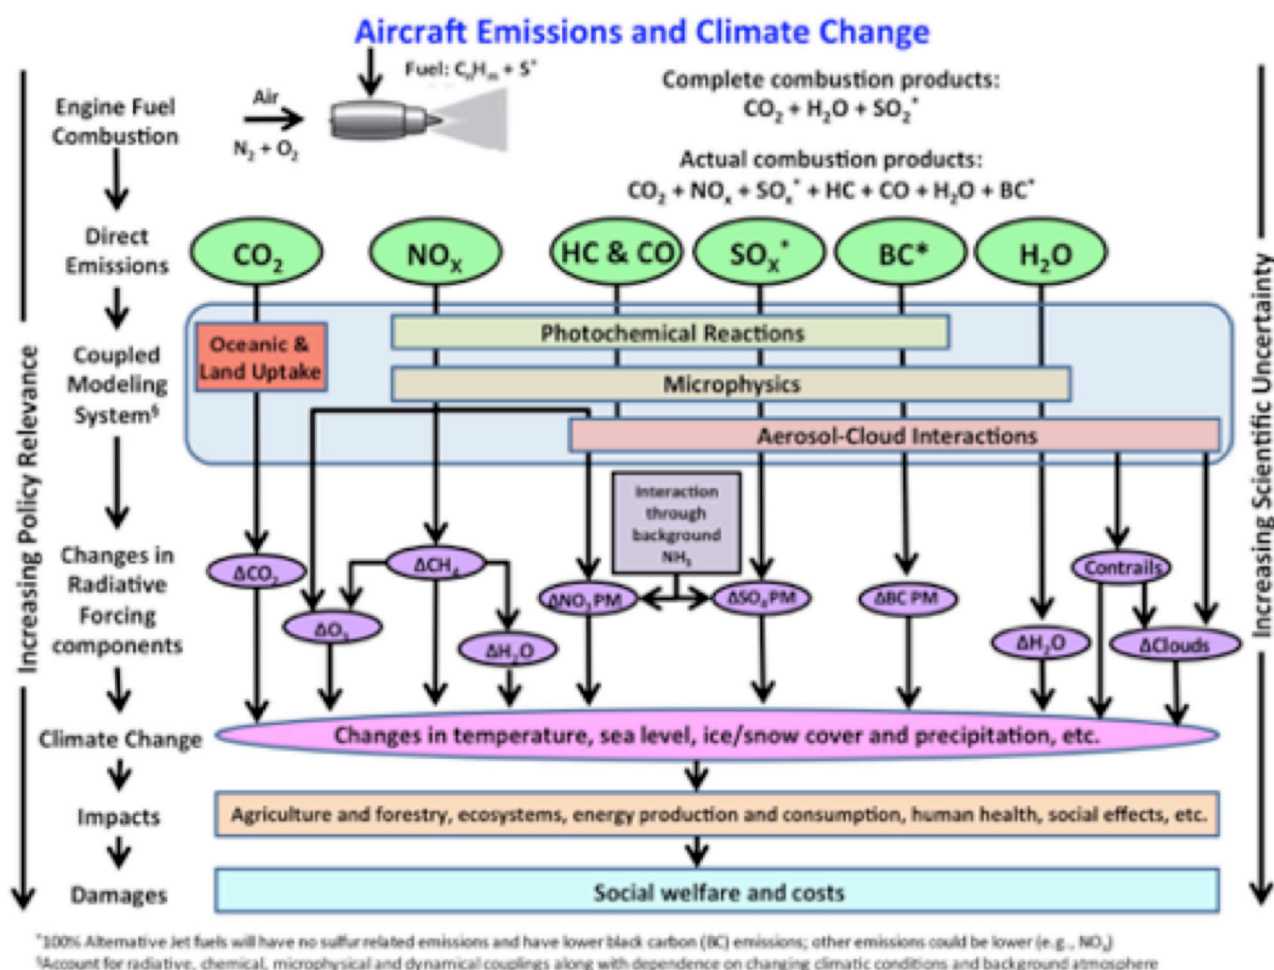 Aircraft Emissions and Climate Change
Increasing Policy Relevance
Increasing Scientific Uncertainty
Engine Fuel
Combustion
Air
N₂ + O₂
Fuel: CₙHₘ + S*
Complete combustion products:
CO₂ + H₂O + SO₂*
Actual combustion products:
CO₂ + NOₓ + SOₓ* + HC + CO + H₂O + BC*
Direct
Emissions
CO₂
NOₓ
HC & CO
SOₓ*
BC*
H₂O
Coupled
Modeling
System§
Oceanic &
Land Uptake
Photochemical Reactions
Microphysics
Aerosol-Cloud Interactions
Interaction
through
background
NH₃
Changes in
Radiative
Forcing
components
ΔCO₂
ΔCH₄
ΔO₃
ΔH₂O
ΔNO₃ PM
ΔSO₄ PM
ΔBC PM
ΔH₂O
Contrails
ΔClouds
Climate Change
Changes in temperature, sea level, ice/snow cover and precipitation, etc.
Impacts
Agriculture and forestry, ecosystems, energy production and consumption, human health, social effects, etc.
Damages
Social welfare and costs
*100% Alternative Jet fuels will have no sulfur related emissions and have lower black carbon (BC) emissions; other emissions could be lower (e.g., NOₓ)
§Account for radiative, chemical, microphysical and dynamical couplings along with dependence on changing climatic conditions and background atmosphere